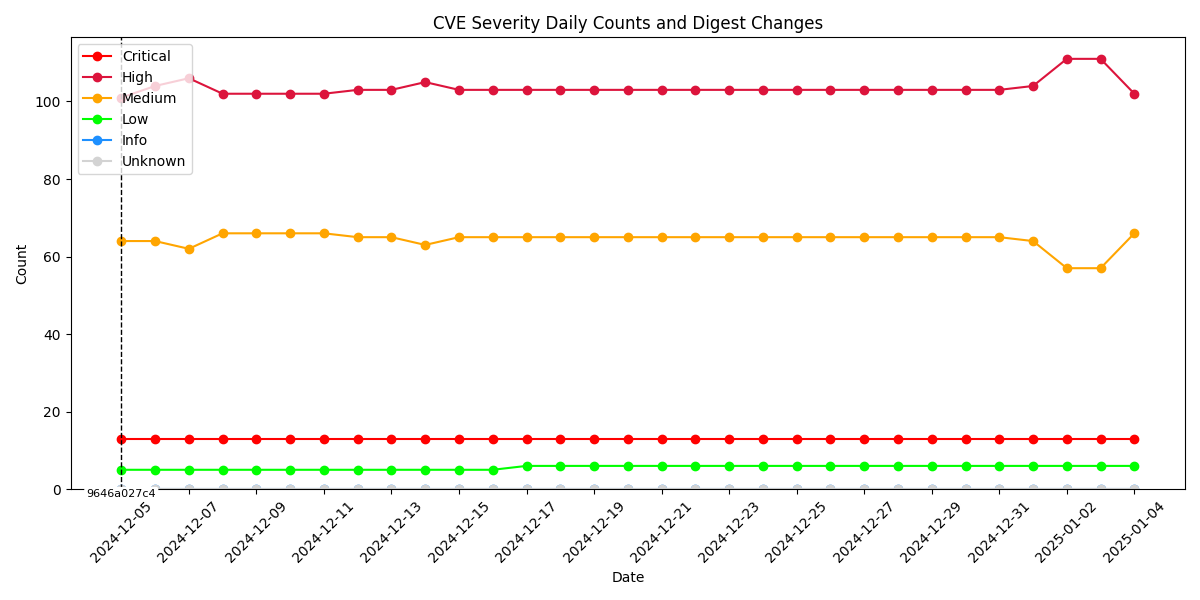 CVE Severity Daily Counts and Digest Changes
Critical
High
Medium
Low
Info
Unknown
Count
100
80
60
40
20
0
9646a027c4
2024-12-05
2024-12-07
2024-12-09
2024-12-11
2024-12-13
2024-12-15
2024-12-17
2024-12-19
2024-12-21
2024-12-23
2024-12-25
2024-12-27
2024-12-29
2024-12-31
2025-01-02
2025-01-04
Date